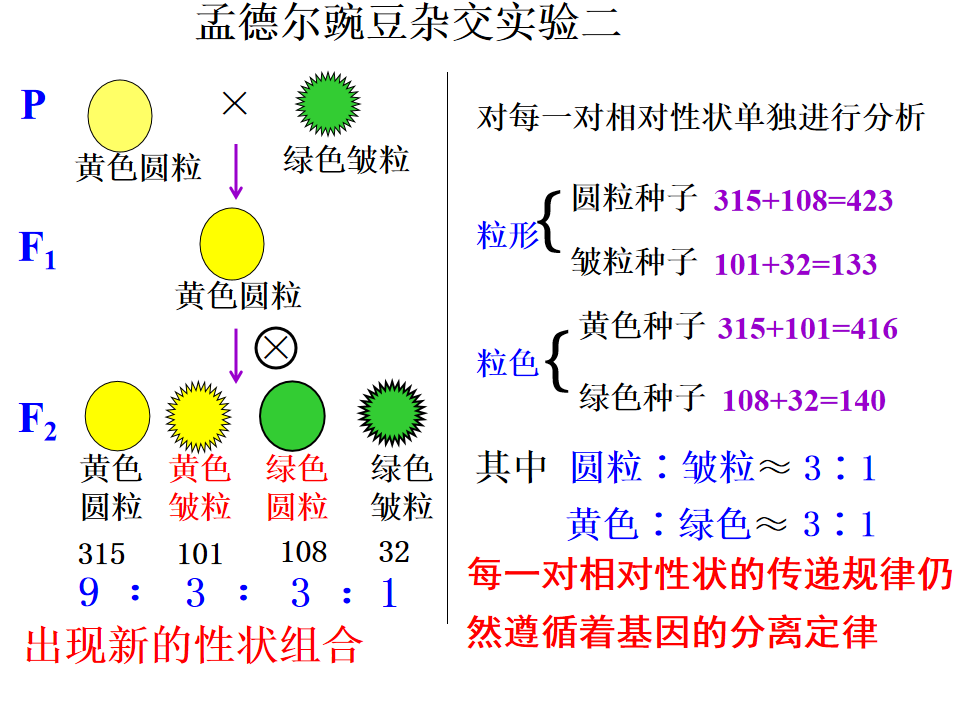 孟德尔豌豆杂交实验二
P
×
黄色圆粒
绿色皱粒
F1
黄色圆粒
×
F2
黄色 黄色 绿色 绿色
圆粒 皱粒 圆粒 皱粒
315 101 108 32
9 : 3 : 3 : 1
出现新的性状组合
对每一对相对性状单独进行分析
粒形
圆粒种子 315+108=423
皱粒种子 101+32=133
粒色
黄色种子 315+101=416
绿色种子 108+32=140
其中 圆粒∶皱粒≈ 3∶1
黄色∶绿色≈ 3∶1
每一对相对性状的传递规律仍
然遵循着基因的分离定律